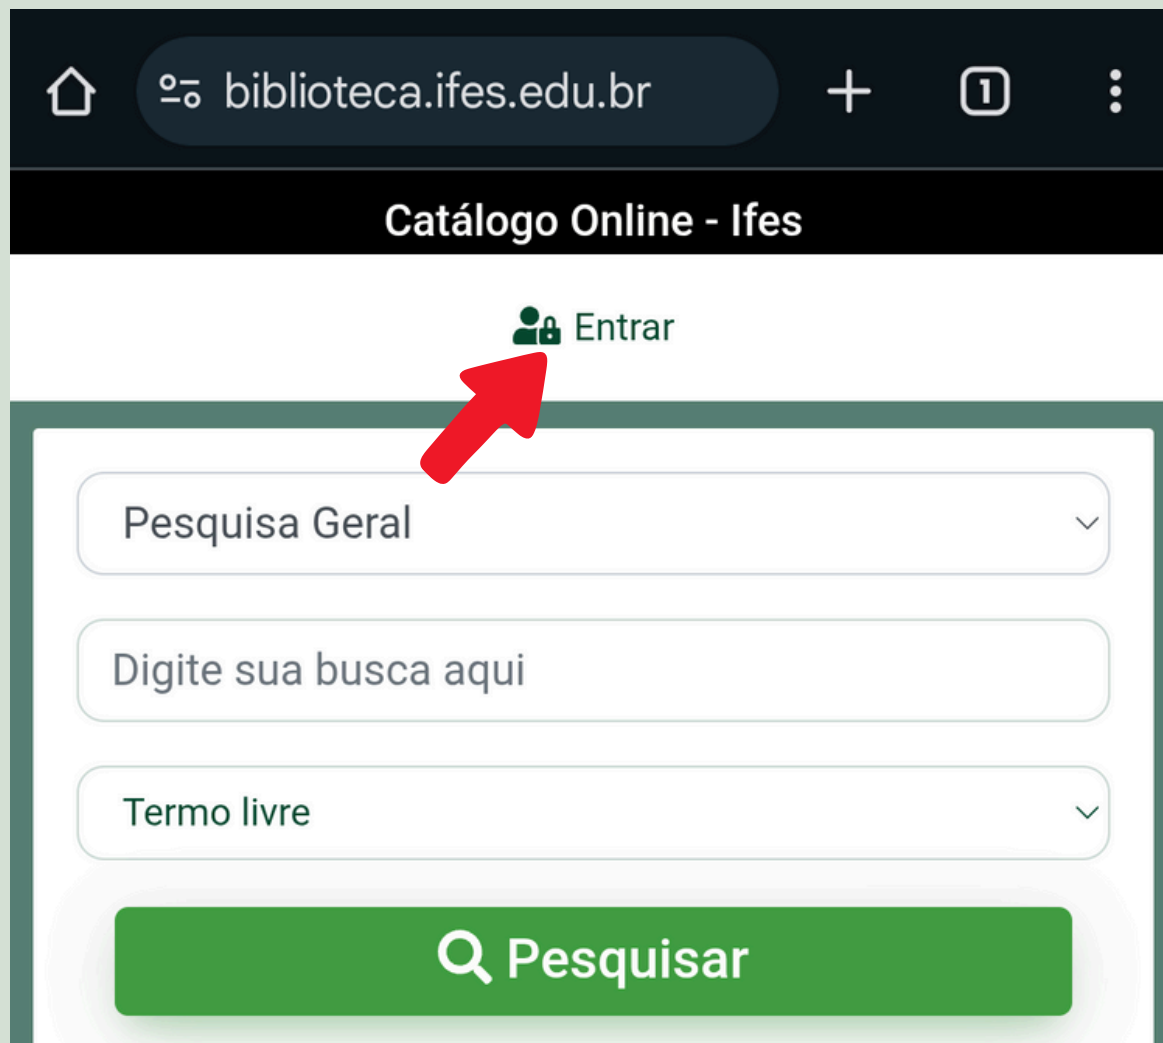 biblioteca.ifes.edu.br
1
Catálogo Online - Ifes
Entrar
Pesquisa Geral
Digite sua busca aqui
Termo livre
Pesquisar